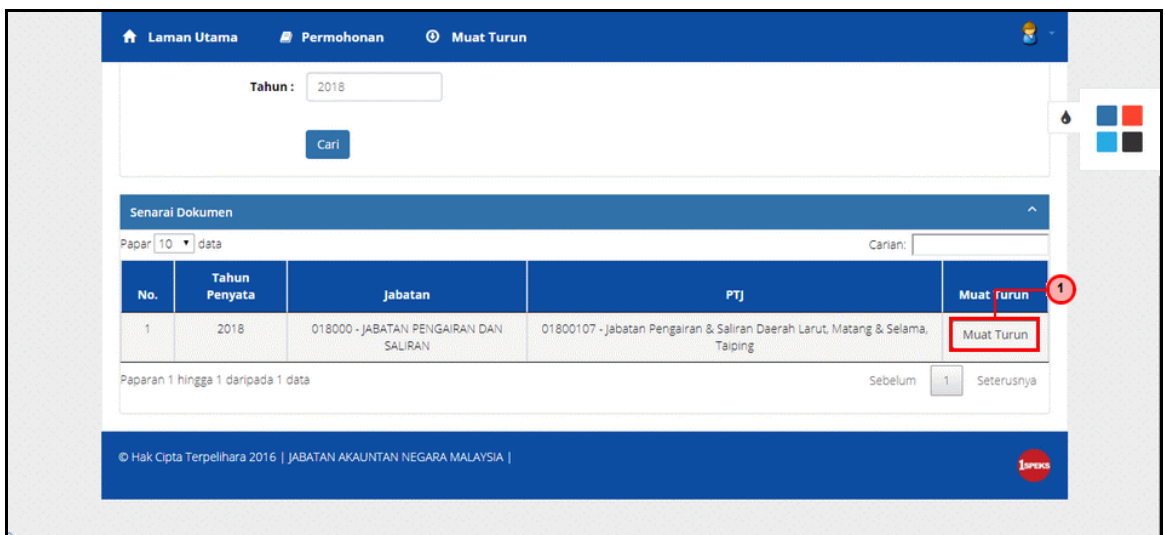 Laman Utama Permohonan Muat Turun
Tahun : 2018
Cari
Senarai Dokumen
Papar 10 data Carian:
No. Tahun Penyata Jabatan PTJ Muat Turun
1
1 2018 018000 - JABATAN PENGAIRAN DAN SALIRAN 01800107 - Jabatan Pengairan & Saliran Daerah Larut, Matang & Selama, Taiping Muat Turun
Paparan 1 hingga 1 daripada 1 data Sebelum 1 Seterusnya
© Hak Cipta Terpelihara 2016 | JABATAN AKAUNTAN NEGARA MALAYSIA |
1SPEKS